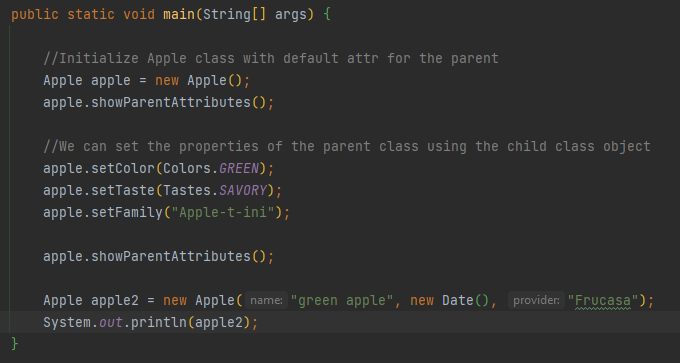 public static void main(String[] args) {
//Initialize Apple class with default attr for the parent
Apple apple = new Apple();
apple.showParentAttributes();
//We can set the properties of the parent class using the child class object
apple.setColor(Colors.GREEN);
apple.setTaste(Tastes.SAVORY);
apple.setFamily("Apple-t-ini");
apple.showParentAttributes();
Apple apple2 = new Apple( name: "green apple", new Date(), provider: "Frucasa");
System.out.println(apple2);
}